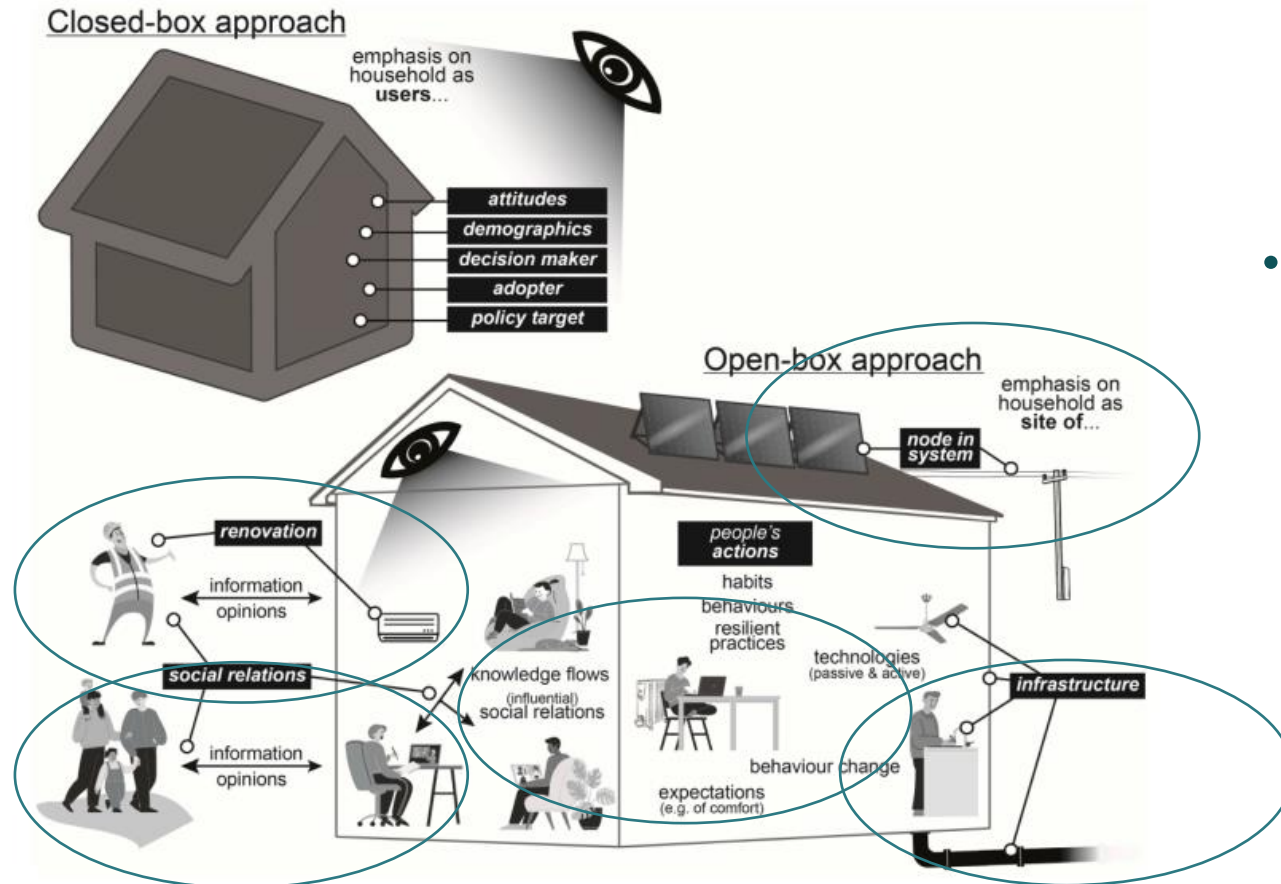 Closed-box approach
emphasis on
household as
users...
attitudes
demographics
decision maker
adopter
policy target
Open-box approach
emphasis on
household as
site of...
node in
system
renovation
information
opinions
social relations
information
opinions
knowledge flows
(influential)
social relations
people's
actions
habits
behaviours
resilient
practices
technologies
(passive & active)
infrastructure
behaviour change
expectations
(e.g. of comfort)